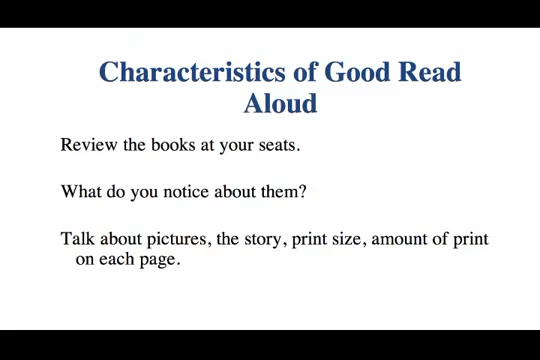 Characteristics of Good Read
Aloud
Review the books at your seats.
What do you notice about them?
Talk about pictures, the story, print size, amount of print
on each page.